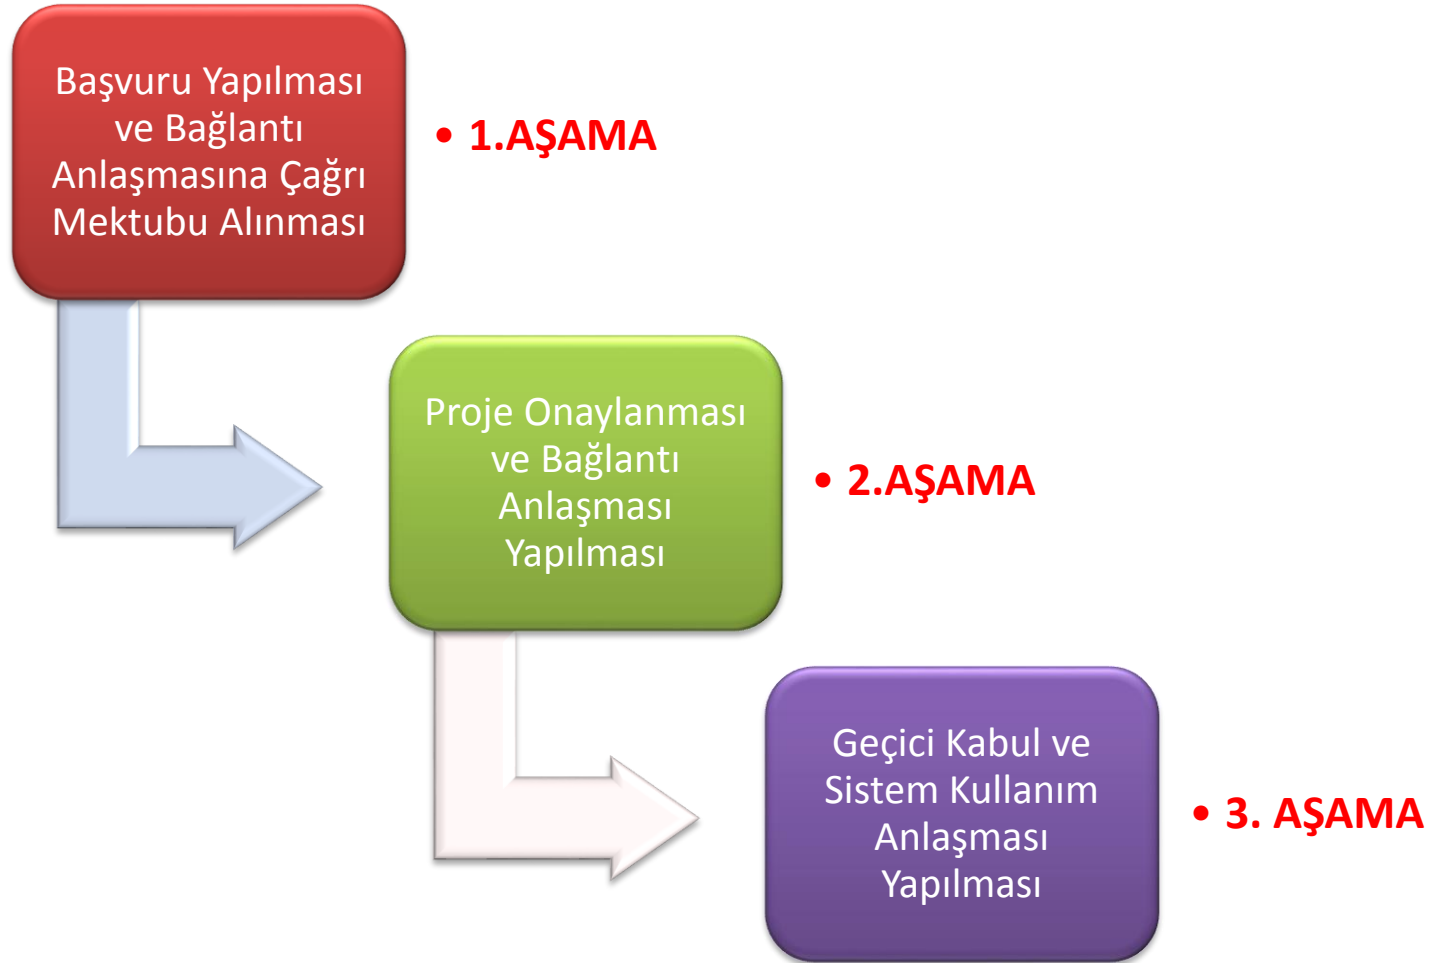 Başvuru Yapılması
ve Bağlantı
Anlaşmasına Çağrı
Mektubu Alınması
• 1.AŞAMA
Proje Onaylanması
ve Bağlantı
Anlaşması
Yapılması
• 2.AŞAMA
Geçici Kabul ve
Sistem Kullanım
Anlaşması
Yapılması
• 3. AŞAMA